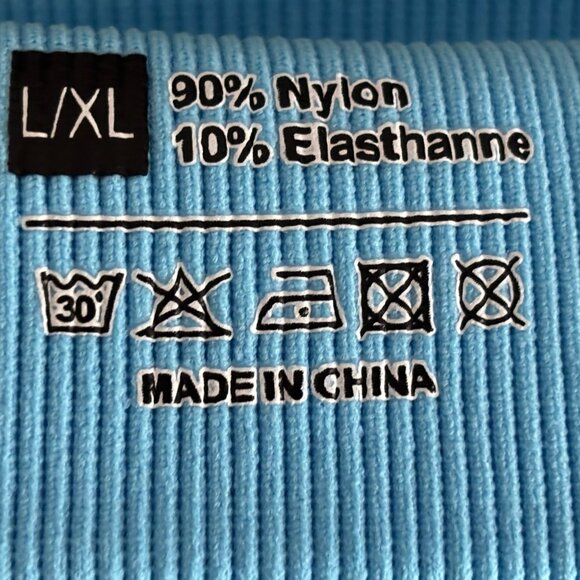 L/XL
90% Nylon
10% Elasthanne
30°
MADE IN CHINA